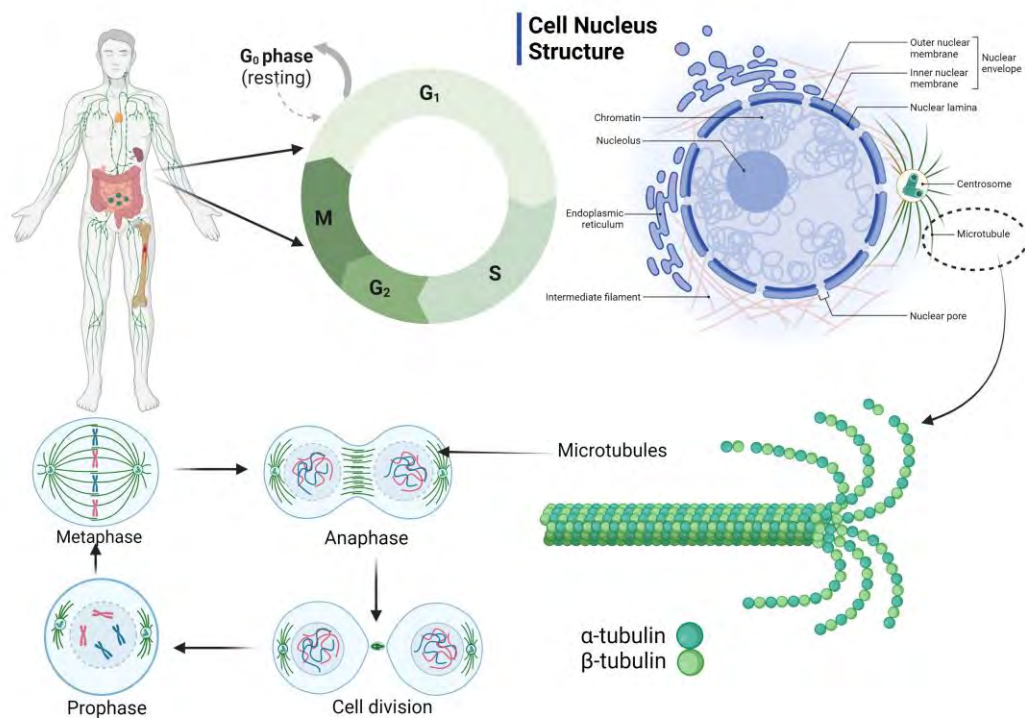 Cell Nucleus
Structure
G₀ phase
(resting)
G₁
M
G₂
S
Outer nuclear
membrane
Inner nuclear
membrane
Nuclear
envelope
Nuclear lamina
Chromatin
Nucleolus
Centrosome
Endoplasmic
reticulum
Microtubule
Intermediate filament
Nuclear pore
Microtubules
Metaphase
Anaphase
Prophase
Cell division
α-tubulin
β-tubulin